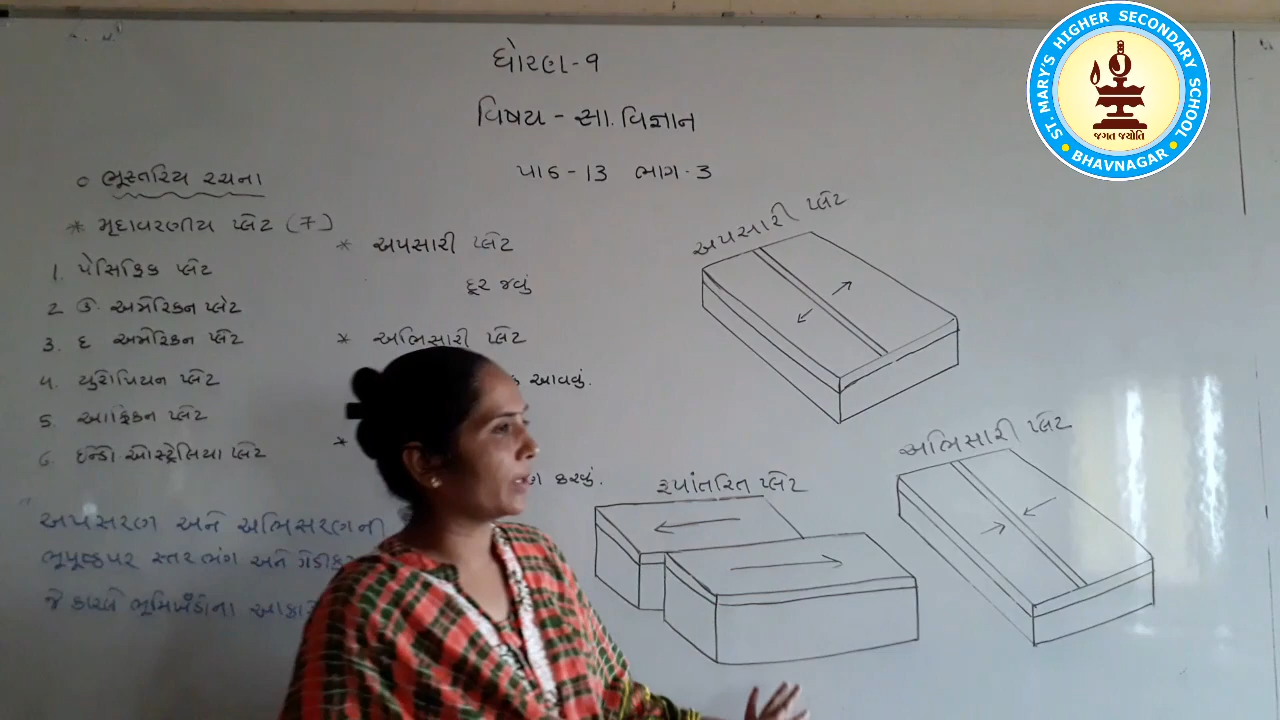 ધોરણ-૧
વિષય - સા. વિજ્ઞાન
પાઠ - 13 ભાગ-3
ભૂસ્તરિય રચના
* મૃદાવરણીય પ્લેટ (7)
1. પેસિફિક પ્લેટ
2 ઉ. અમેરિકન પ્લેટ
3. દ અમેરિકન પ્લેટ
4. યુરોપિયન પ્લેટ
5. આફ્રિકન પ્લેટ
6. ઇન્ડો ઓસ્ટ્રેલિયા પ્લેટ
અપસરણ અને અભિસરણની
ભૂપૃષ્ઠપર સ્તરભંગ અને
જે કારણે ભૂમિખંડોના
* અપસારી પ્લેટ
દૂર જવું
* અભિસારી પ્લેટ
આવવું.
*
કરવું.
અપસારી પ્લેટ
અભિસારી પ્લેટ
રૂપાંતરિત પ્લેટ
ST. MARY'S HIGHER SECONDARY SCHOOL
BHAVNAGAR
જગત જ્યોતિ